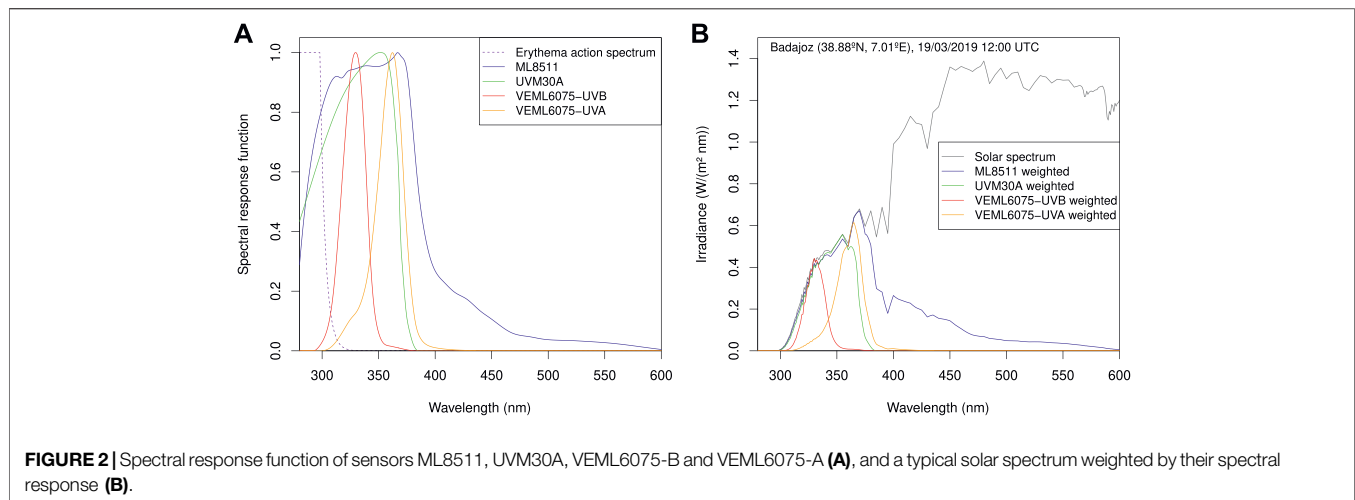 A
Spectral response function
0.0
0.2
0.4
0.6
0.8
1.0
Erythema action spectrum
ML8511
UVM30A
VEML6075−UVB
VEML6075−UVA
300
350
400
450
500
550
600
Wavelength (nm)
B
Badajoz (38.88ºN, 7.01ºE), 19/03/2019 12:00 UTC
Irradiance (W/(m² nm))
0.0
0.2
0.4
0.6
0.8
1.0
1.2
1.4
Solar spectrum
ML8511 weighted
UVM30A weighted
VEML6075−UVB weighted
VEML6075−UVA weighted
300
350
400
450
500
550
600
Wavelength (nm)
FIGURE 2 | Spectral response function of sensors ML8511, UVM30A, VEML6075-B and VEML6075-A (A), and a typical solar spectrum weighted by their spectral
response (B).